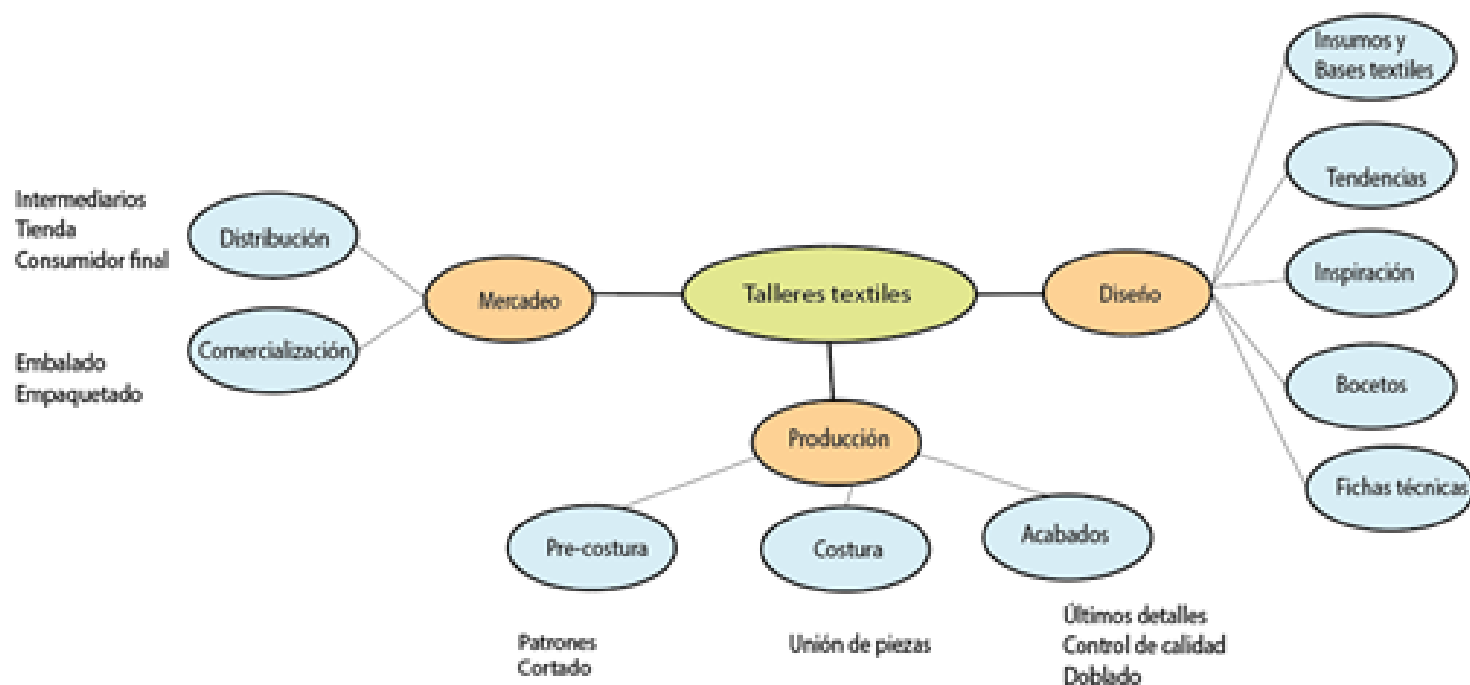 Insumos y
Bases textiles
Tendencias
Intermediarios
Tienda
Consumidor final
Distribución
Inspiración
Mercadeo
Talleres textiles
Diseño
Comercialización
Embalado
Empaquetado
Bocetos
Producción
Fichas técnicas
Pre-costura
Costura
Acabados
Patrones
Cortado
Unión de piezas
Últimos detalles
Control de calidad
Doblado